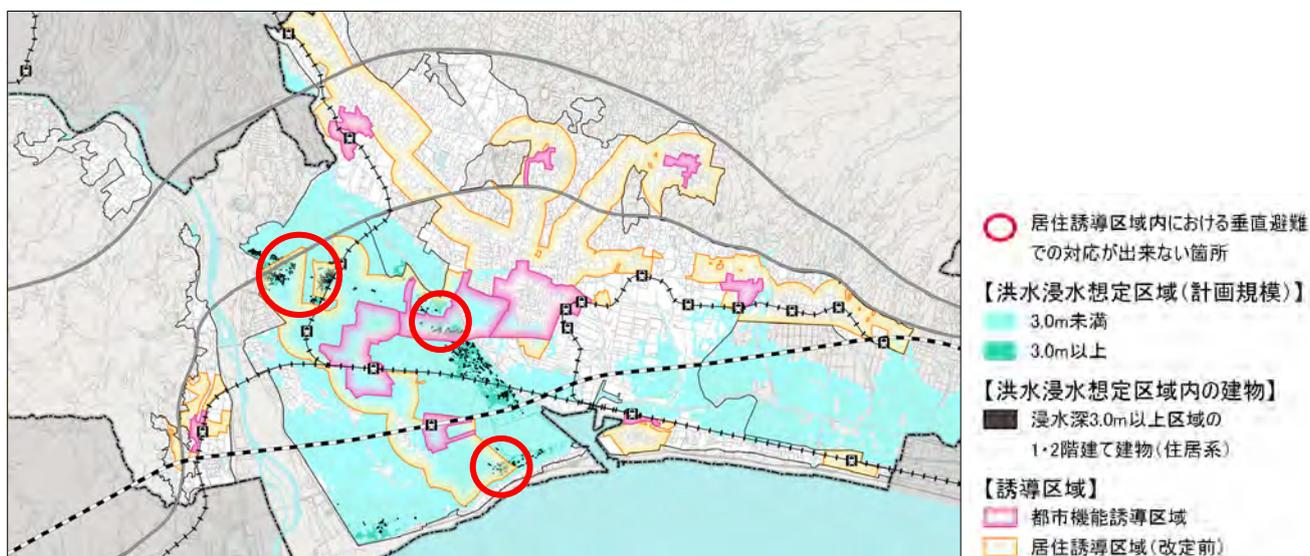 居住誘導区域内における垂直避難
での対応が出来ない箇所
【洪水浸水想定区域(計画規模)】
3.0m未満
3.0m以上
【洪水浸水想定区域内の建物】
浸水深3.0m以上区域の
1・2階建て建物(住居系)
【誘導区域】
都市機能誘導区域
居住誘導区域(改定前)